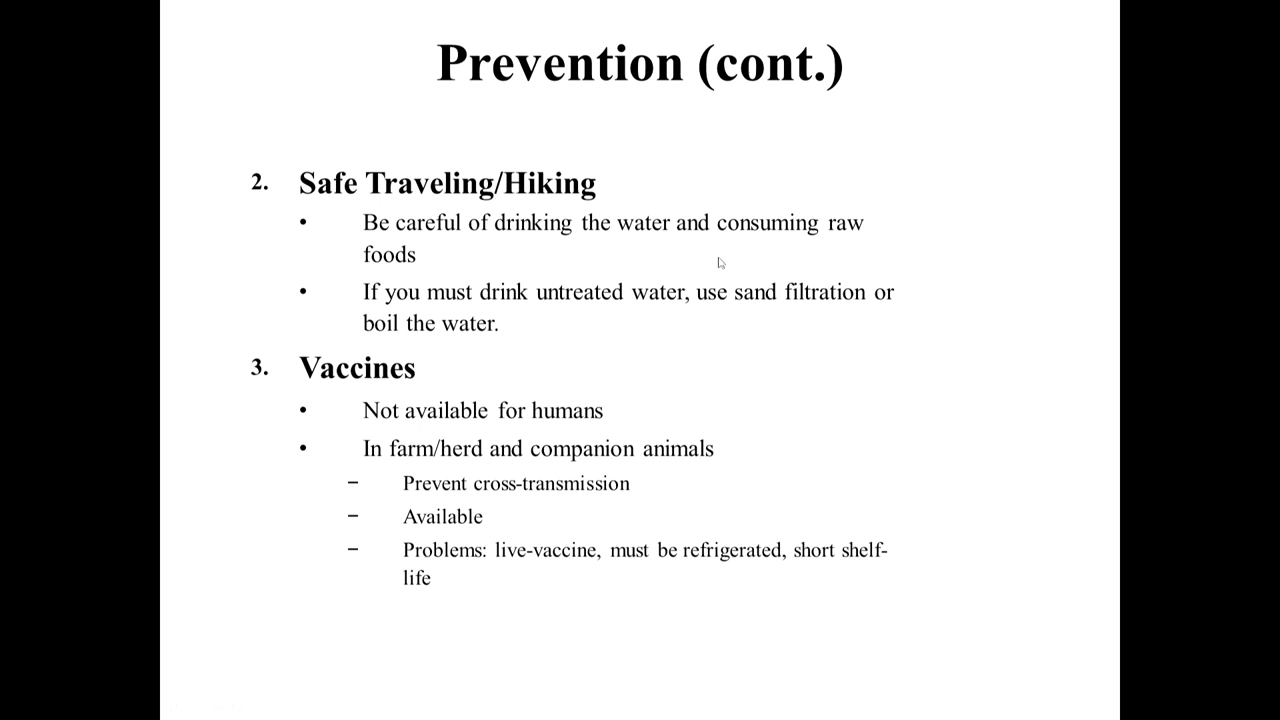 Prevention (cont.)
2. Safe Traveling/Hiking
• Be careful of drinking the water and consuming raw
foods
• If you must drink untreated water, use sand filtration or
boil the water.
3. Vaccines
• Not available for humans
• In farm/herd and companion animals
– Prevent cross-transmission
– Available
– Problems: live-vaccine, must be refrigerated, short shelf-
life